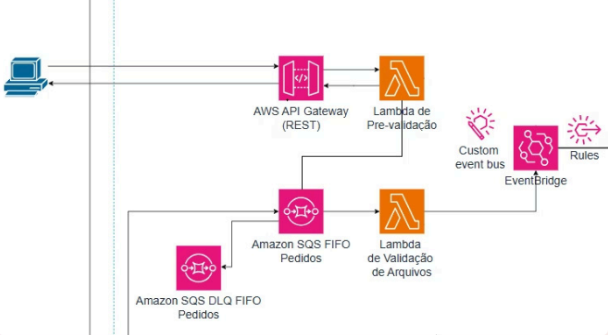 AWS API Gateway
(REST)
Lambda de
Pre-validação
Custom
event bus
EventBridge
Rules
Amazon SQS FIFO
Pedidos
Lambda
de Validação
de Arquivos
Amazon SQS DLQ FIFO
Pedidos